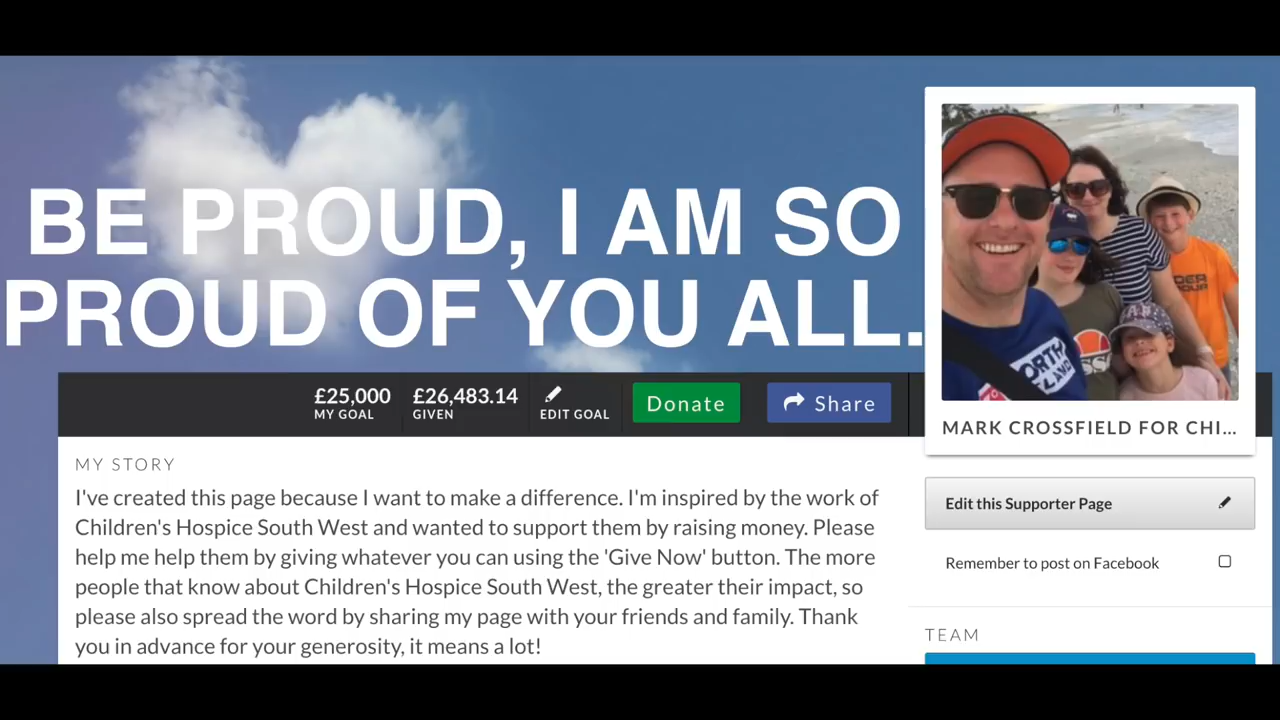 BE PROUD, I AM SO
PROUD OF YOU ALL.
£25,000
MY GOAL
£26,483.14
GIVEN
EDIT GOAL
Donate
Share
MY STORY
I've created this page because I want to make a difference. I'm inspired by the work of
Children's Hospice South West and wanted to support them by raising money. Please
help me help them by giving whatever you can using the 'Give Now' button. The more
people that know about Children's Hospice South West, the greater their impact, so
please also spread the word by sharing my page with your friends and family. Thank
you in advance for your generosity, it means a lot!
MARK CROSSFIELD FOR CHI...
Edit this Supporter Page
Remember to post on Facebook
TEAM